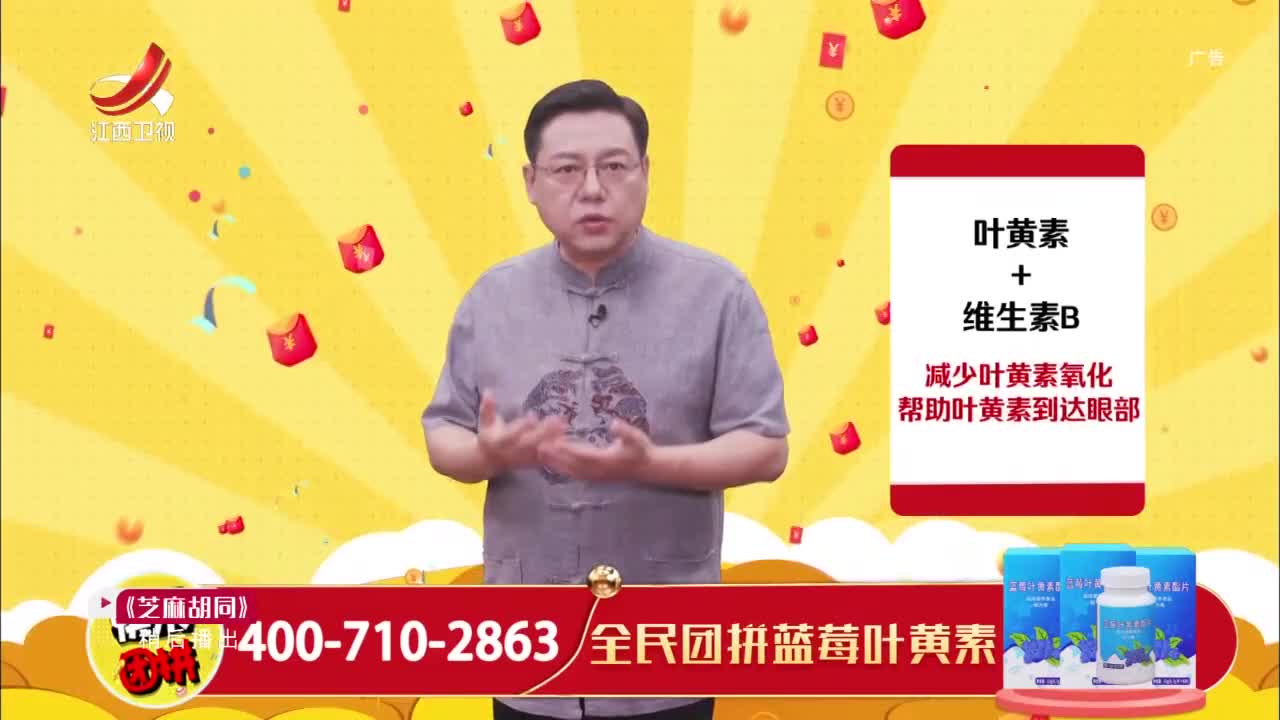 江西卫视
广告
叶黄素
+
维生素B
减少叶黄素氧化
帮助叶黄素到达眼部
《芝麻胡同》
稍后播出
团拼
400-710-2863
全民团拼蓝莓叶黄素